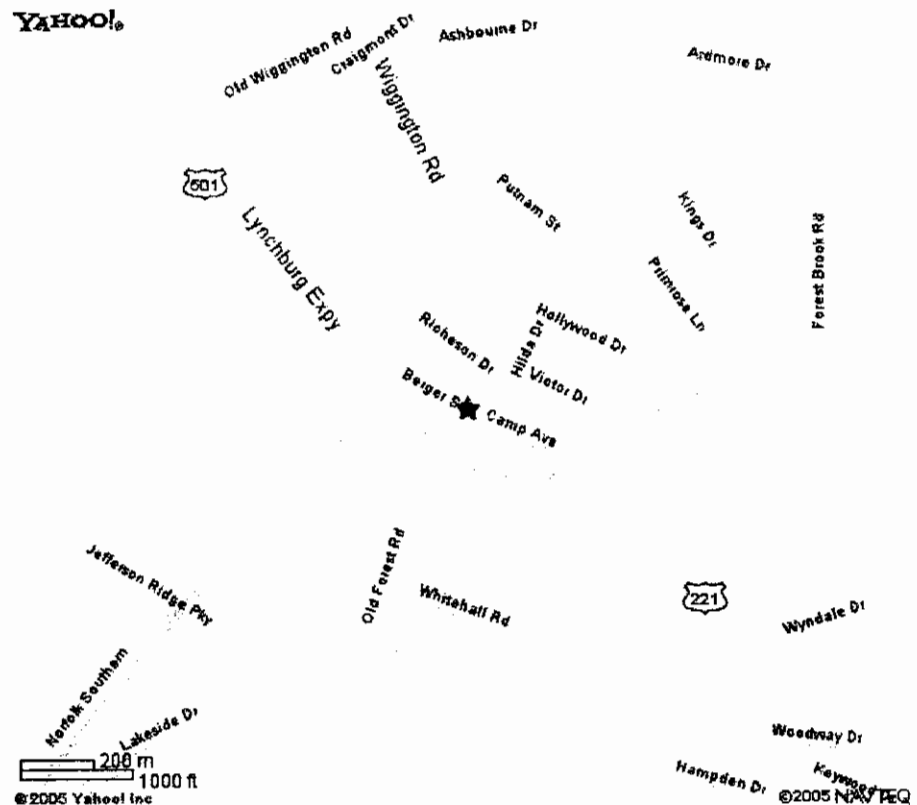 YAHOO!®
Old Wiggington Rd
Craigmont Dr
Ashbourne Dr
Ardmore Dr
Wiggington Rd
501
Putnam St
Kings Dr
Forest Brook Rd
Lynchburg Expy
Primrose Ln
Richeson Dr
Hollywood Dr
Hilda Dr
Victor Dr
Berger S
Camp Ave
Old Forest Rd
Jefferson Ridge Pky
Whitehall Rd
221
Wyndale Dr
Norfolk Southern
Lakeside Dr
Woodway Dr
200 m
1000 ft
Hampden Dr
Keywood
©2005 Yahoo! Inc
©2005 NAVTEQ